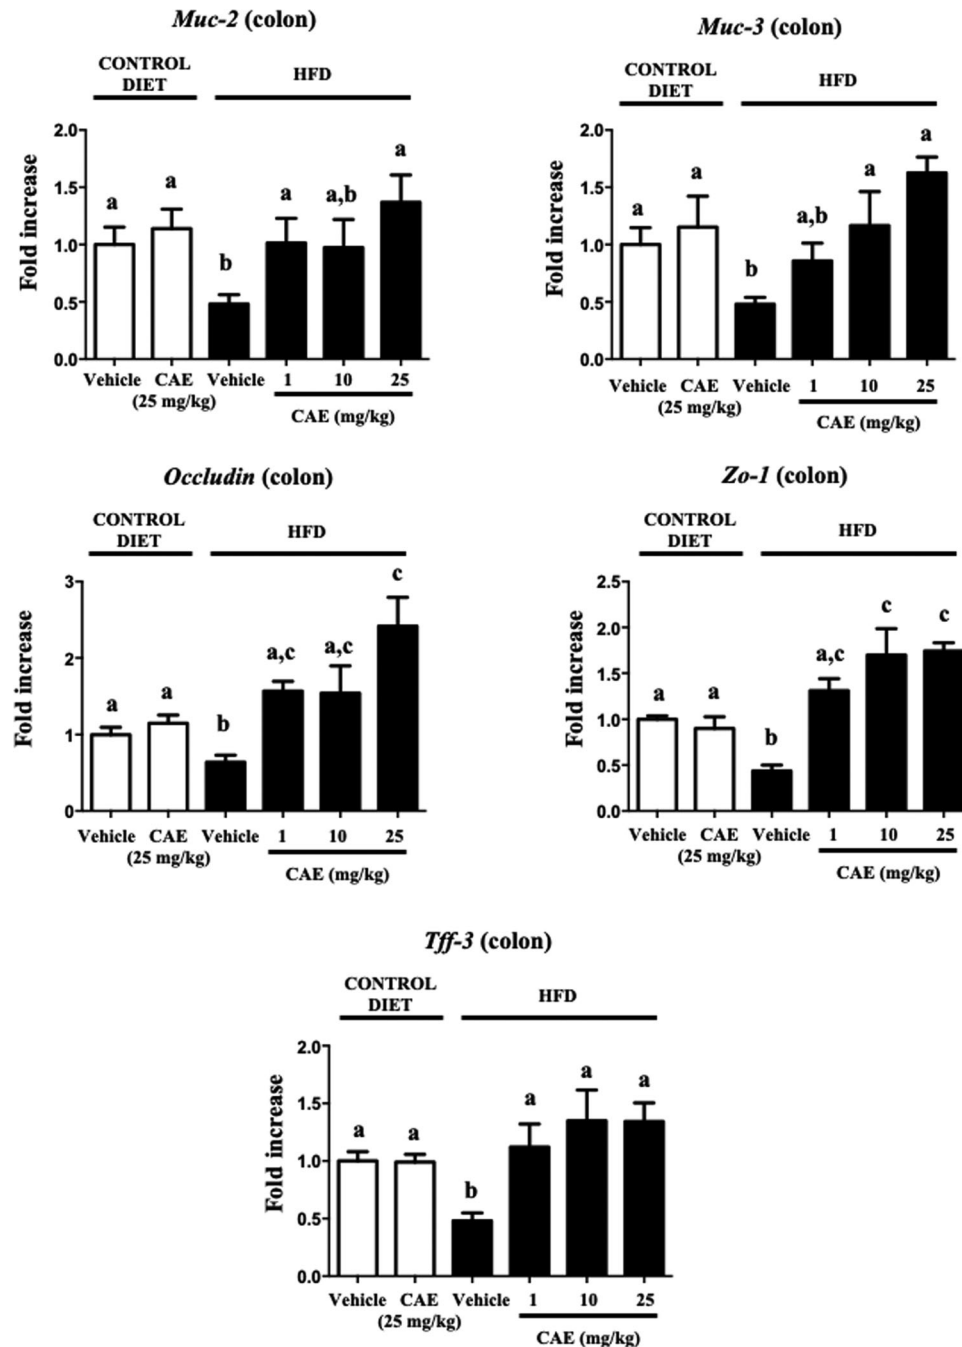 Muc-2 (colon)
CONTROL
DIET
HFD
Fold increase
2.0
1.5
1.0
0.5
0.0
a
a
b
a
a,b
a
Vehicle
CAE
(25 mg/kg)
Vehicle
1
10
25
CAE (mg/kg)
Muc-3 (colon)
CONTROL
DIET
HFD
Fold increase
2.0
1.5
1.0
0.5
0.0
a
a
b
a,b
a
a
Vehicle
CAE
(25 mg/kg)
Vehicle
1
10
25
CAE (mg/kg)
Occludin (colon)
CONTROL
DIET
HFD
Fold increase
3
2
1
0
a
a
b
a,c
a,c
c
Vehicle
CAE
(25 mg/kg)
Vehicle
1
10
25
CAE (mg/kg)
Zo-1 (colon)
CONTROL
DIET
HFD
Fold increase
2.5
2.0
1.5
1.0
0.5
0.0
a
a
b
a,c
c
c
Vehicle
CAE
(25 mg/kg)
Vehicle
1
10
25
CAE (mg/kg)
Tff-3 (colon)
CONTROL
DIET
HFD
Fold increase
2.0
1.5
1.0
0.5
0.0
a
a
b
a
a
a
Vehicle
CAE
(25 mg/kg)
Vehicle
1
10
25
CAE (mg/kg)